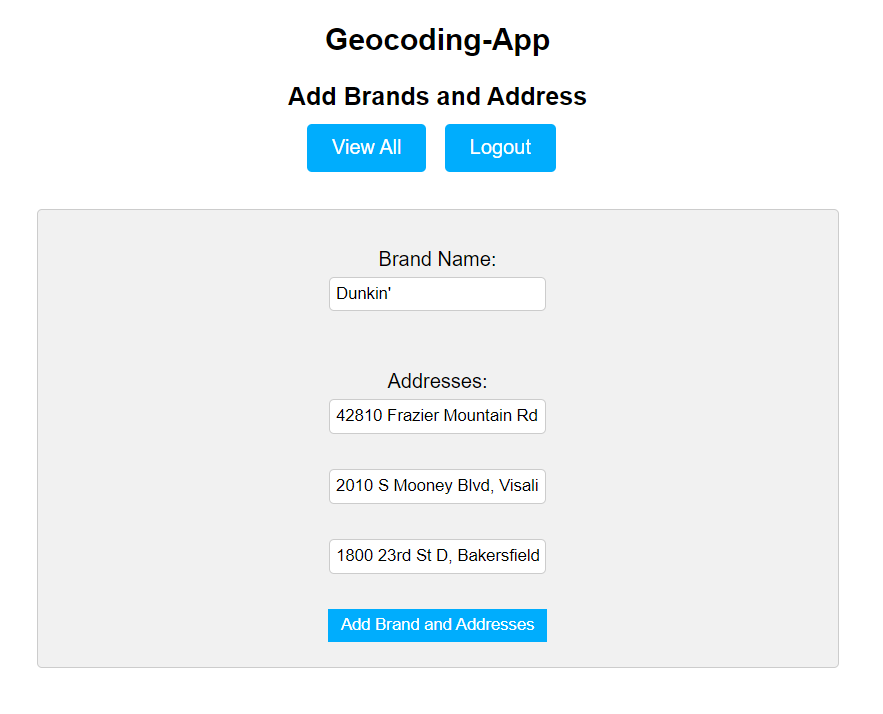 Geocoding-App
Add Brands and Address
View All Logout
Brand Name:
Dunkin'
Addresses:
42810 Frazier Mountain Rd
2010 S Mooney Blvd, Visali
1800 23rd St D, Bakersfield
Add Brand and Addresses